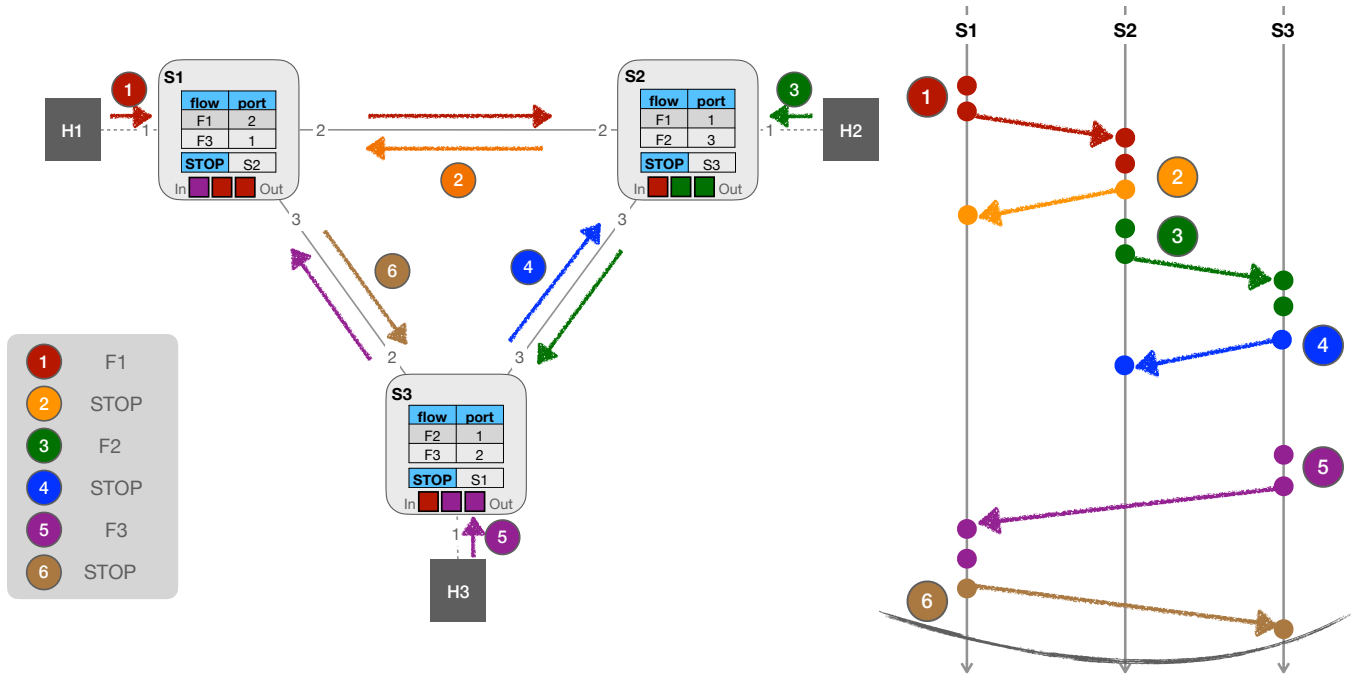 S1
flow port
F1 2
F3 1
STOP S2
In Out
S2
flow port
F1 1
F2 3
STOP S3
In Out
1
3
H1
1
2
2
1
H2
2
3
3
6
4
2
3
S3
flow port
F2 1
F3 2
STOP S1
In Out
1
5
H3
1 F1
2 STOP
3 F2
4 STOP
5 F3
6 STOP
S1 S2 S3
1
2
3
4
5
6